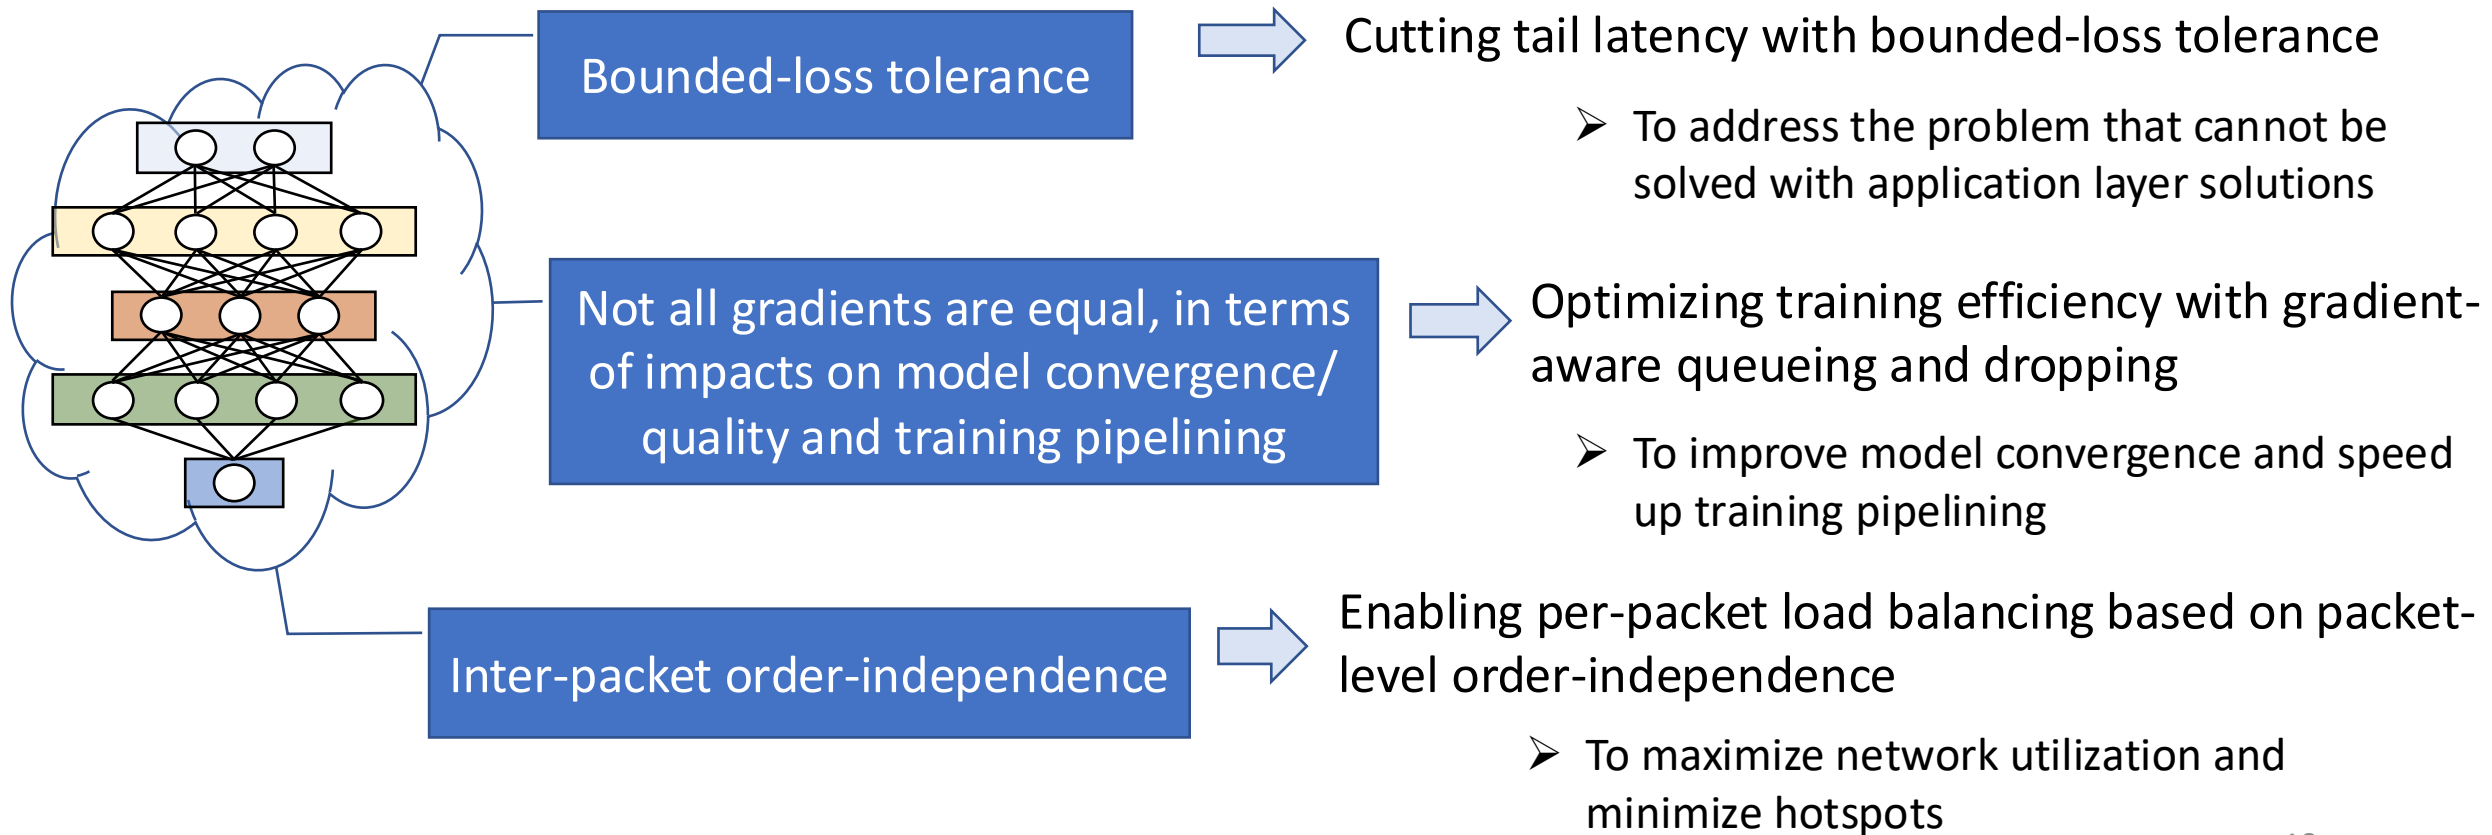 Bounded-loss tolerance
Cutting tail latency with bounded-loss tolerance
➢ To address the problem that cannot be
solved with application layer solutions
Not all gradients are equal, in terms
of impacts on model convergence/
quality and training pipelining
Optimizing training efficiency with gradient-
aware queueing and dropping
➢ To improve model convergence and speed
up training pipelining
Inter-packet order-independence
Enabling per-packet load balancing based on packet-
level order-independence
➢ To maximize network utilization and
minimize hotspots